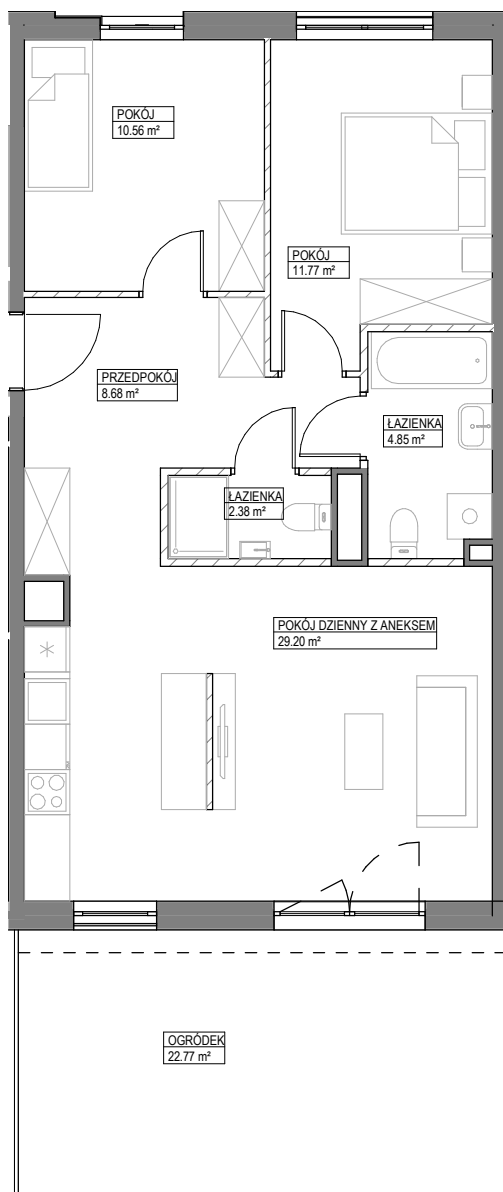 POKÓJ
10.56 m²
POKÓJ
11.77 m²
PRZEDPOKÓJ
8.68 m²
ŁAZIENKA
4.85 m²
ŁAZIENKA
2.38 m²
POKÓJ DZIENNY Z ANEKSEM
29.20 m²
OGRÓDEK
22.77 m²